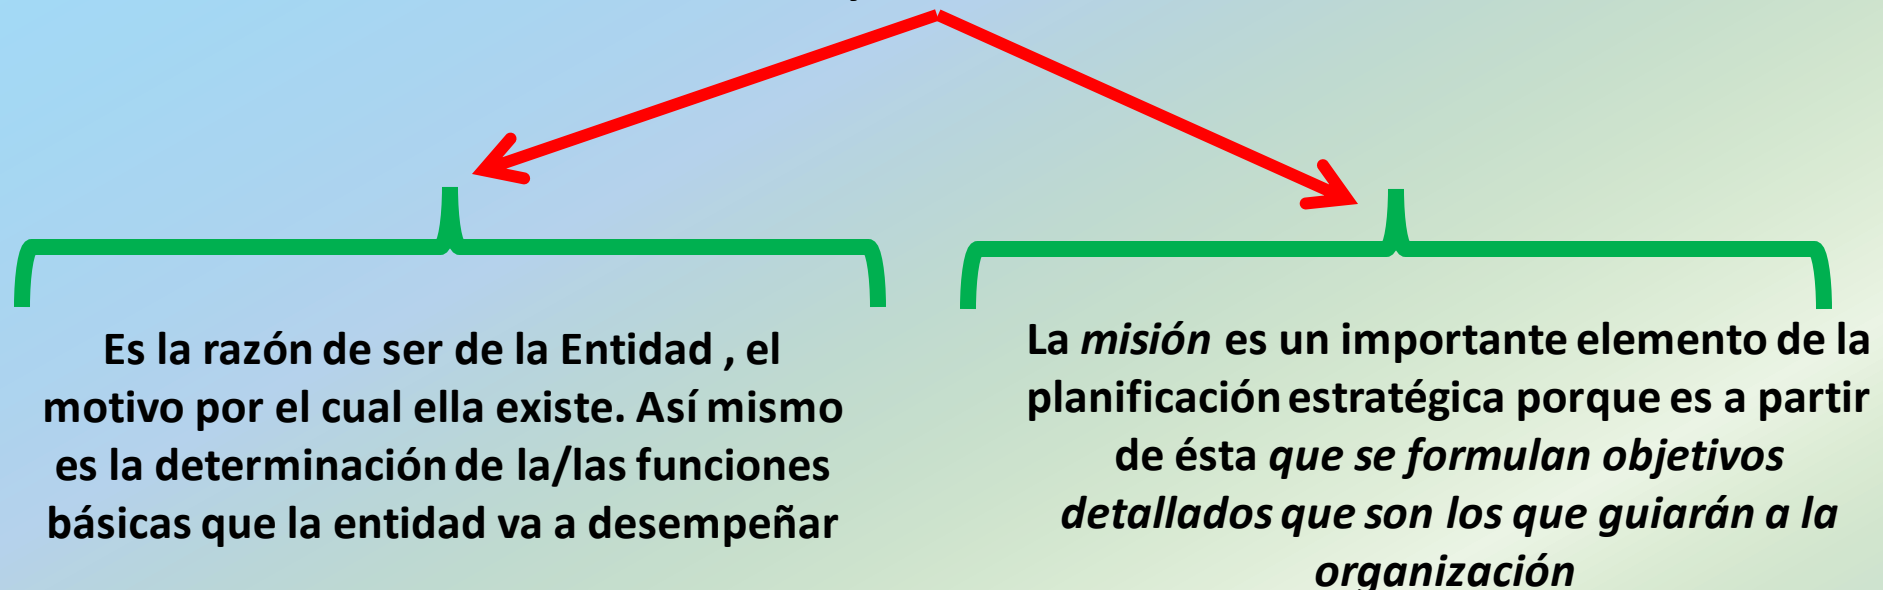 Es la razón de ser de la Entidad , el
motivo por el cual ella existe. Así mismo
es la determinación de la/las funciones
básicas que la entidad va a desempeñar
La misión es un importante elemento de la
planificación estratégica porque es a partir
de ésta que se formulan objetivos
detallados que son los que guiarán a la
organización